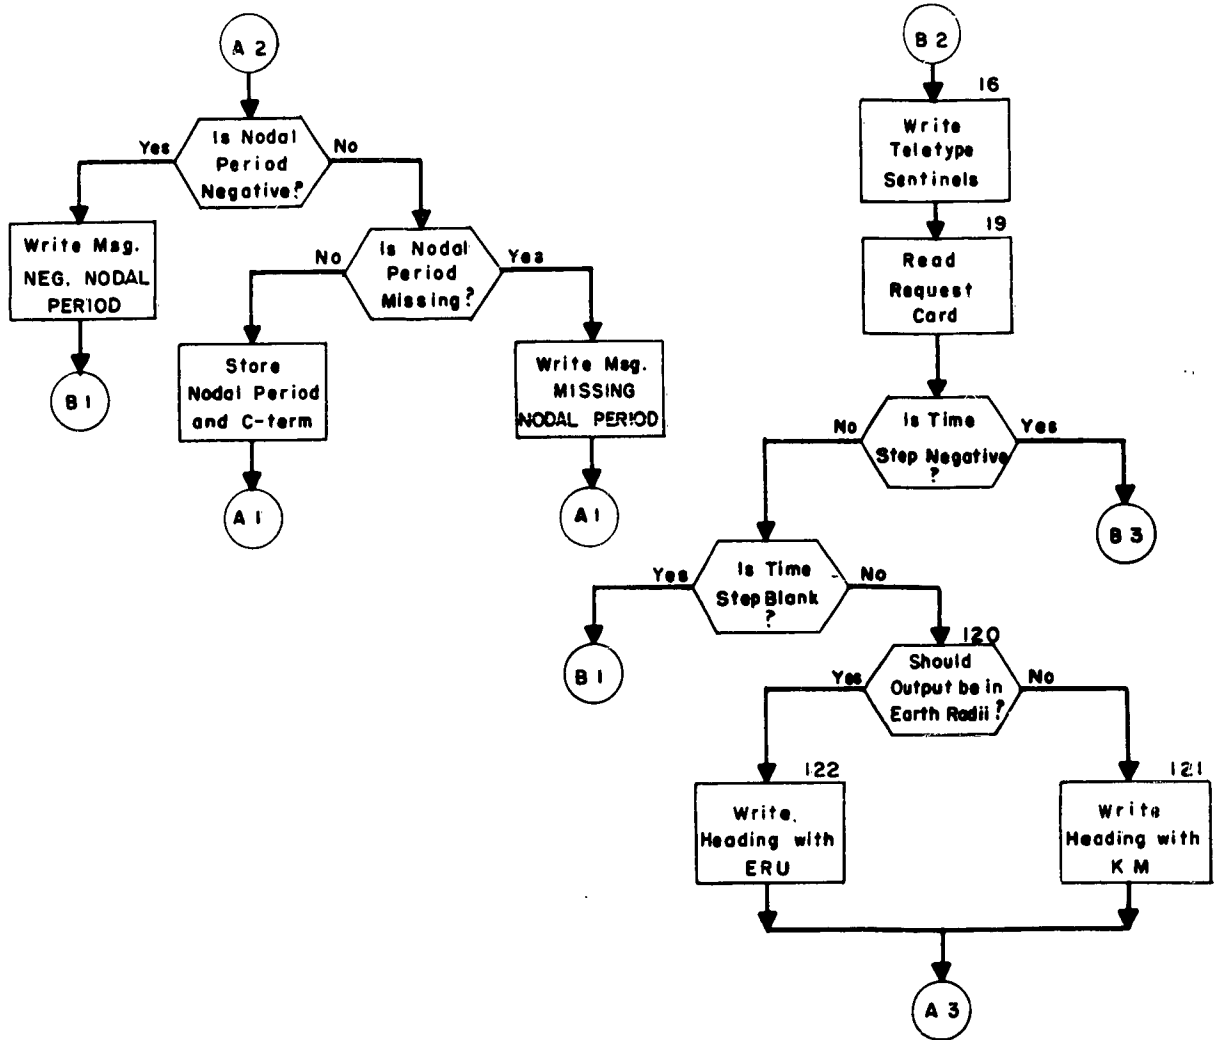 A 2
Is Nodal
Period
Negative?
Yes
No
Write Msg.
NEG. NODAL
PERIOD
B 1
Is Nodal
Period
Missing?
No
Yes
Store
Nodal Period
and C-term
A 1
Write Msg.
MISSING
NODAL PERIOD
A 1
B 2
16
Write
Teletype
Sentinels
19
Read
Request
Card
Is Time
Step Negative
?
No
Yes
B 3
Is Time
Step Blank
?
Yes
No
B 1
120
Should
Output be in
Earth Radii?
Yes
No
122
Write
Heading with
ERU
121
Write
Heading with
KM
A 3